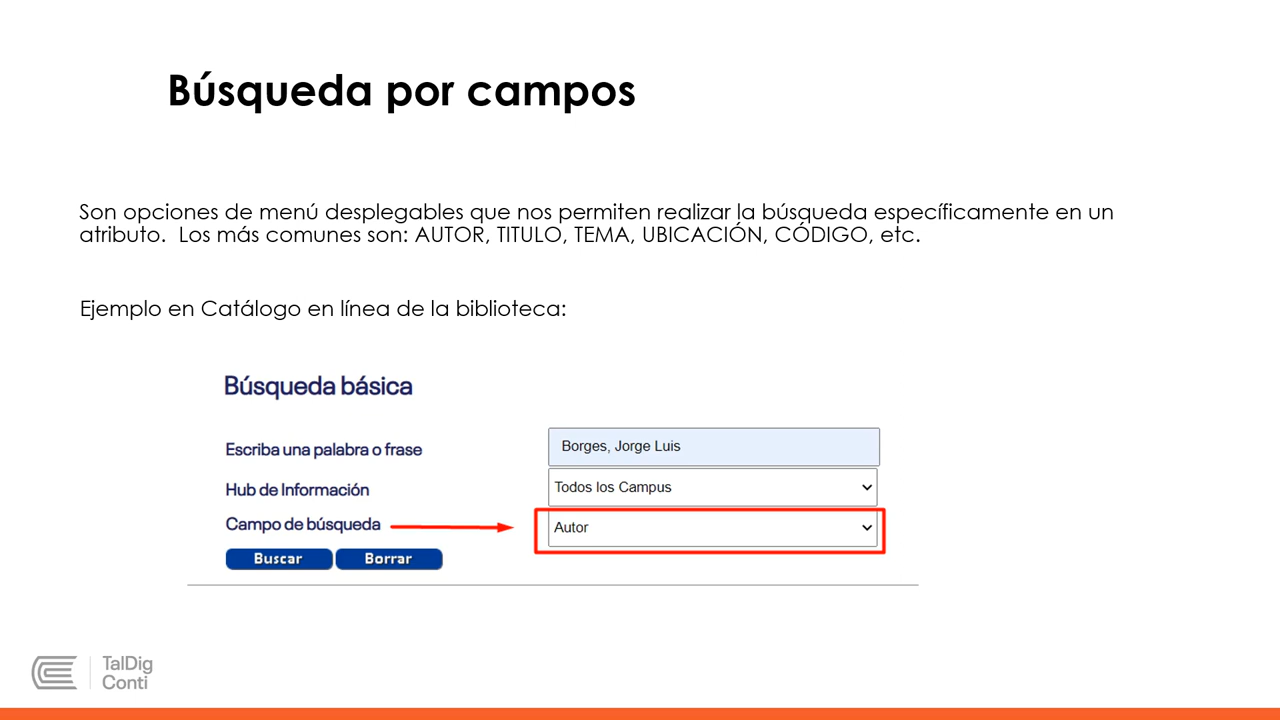 Búsqueda por campos
Son opciones de menú desplegables que nos permiten realizar la búsqueda específicamente en un
atributo.  Los más comunes son: AUTOR, TITULO, TEMA, UBICACIÓN, CÓDIGO, etc.
Ejemplo en Catálogo en línea de la biblioteca:
Búsqueda básica
Escriba una palabra o frase Borges, Jorge Luis
Hub de Información Todos los Campus
Campo de búsqueda Autor
Buscar Borrar
TalDig
Conti